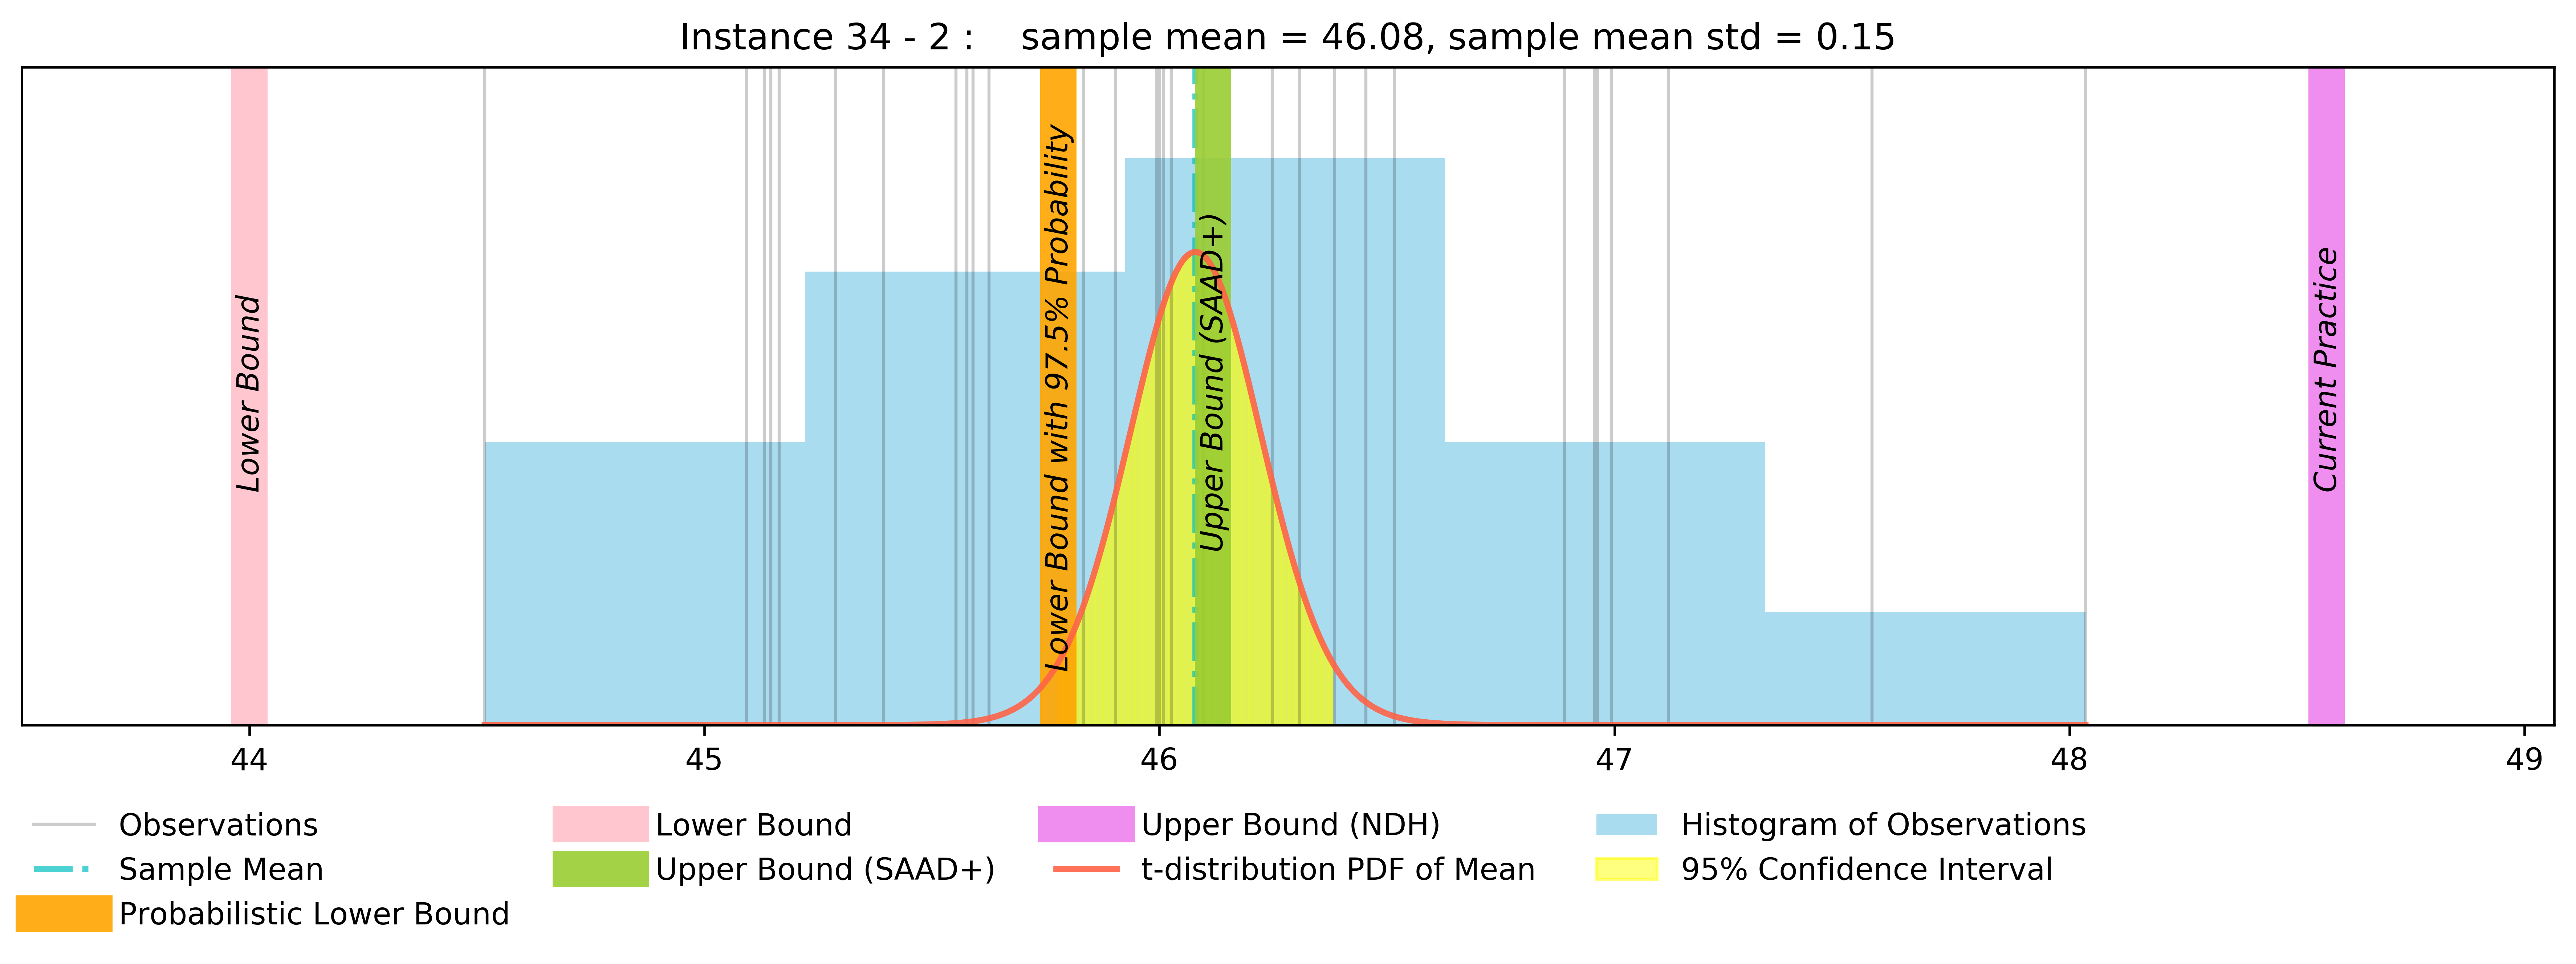 Instance 34 - 2 :    sample mean = 46.08, sample mean std = 0.15
Lower Bound
Lower Bound with 97.5% Probability
Upper Bound (SAAD+)
Current Practice
44
45
46
47
48
49
Observations
Sample Mean
Probabilistic Lower Bound
Lower Bound
Upper Bound (SAAD+)
Upper Bound (NDH)
t-distribution PDF of Mean
Histogram of Observations
95% Confidence Interval